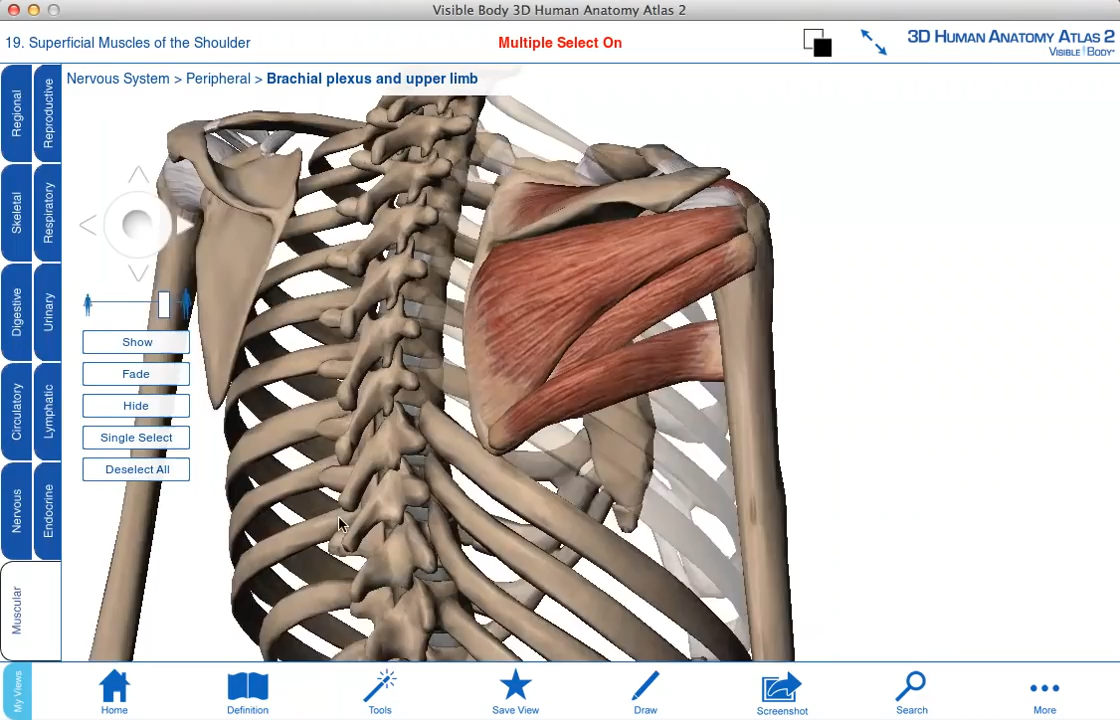 Visible Body 3D Human Anatomy Atlas 2
19. Superficial Muscles of the Shoulder
Multiple Select On
3D HUMAN ANATOMY ATLAS 2
VISIBLE BODY®
Nervous System > Peripheral > Brachial plexus and upper limb
Regional
Reproductive
Skeletal
Respiratory
Digestive
Urinary
Circulatory
Lymphatic
Nervous
Endocrine
Muscular
My Views
Show
Fade
Hide
Single Select
Deselect All
Home
Definition
Tools
Save View
Draw
Screenshot
Search
More